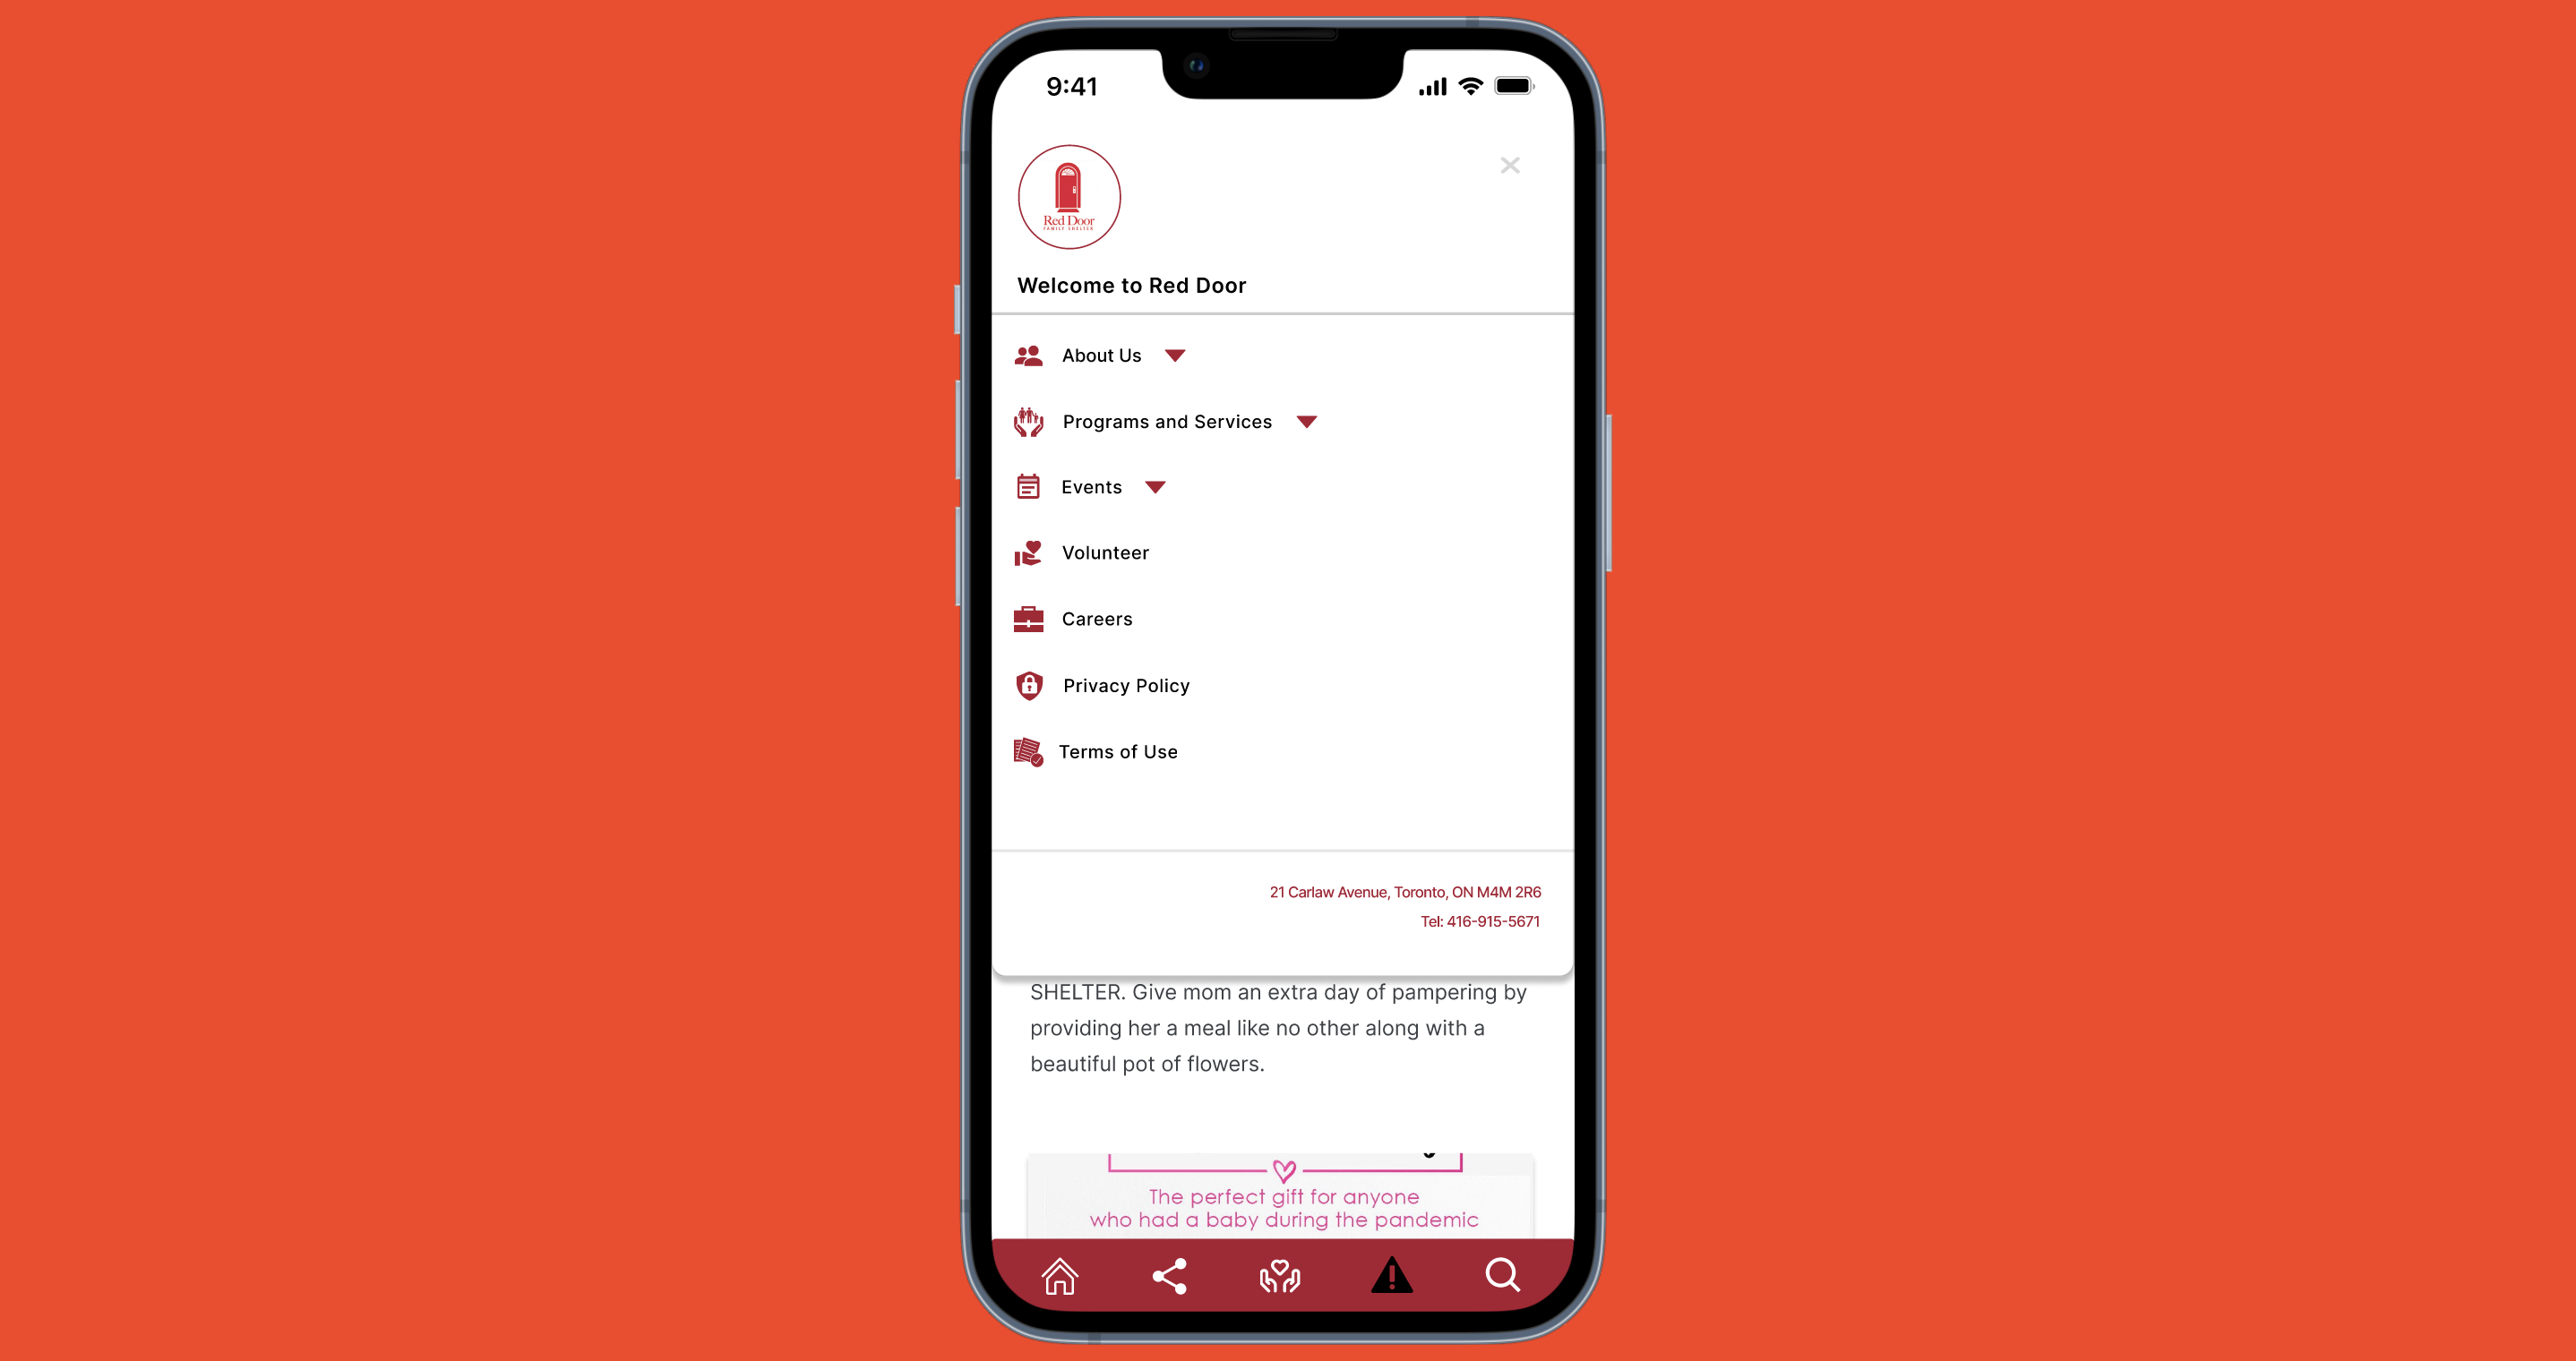 9:41
Red Door
FAMILY SHELTER
Welcome to Red Door
About Us
Programs and Services
Events
Volunteer
Careers
Privacy Policy
Terms of Use
21 Carlaw Avenue, Toronto, ON M4M 2R6
Tel: 416-915-5671
SHELTER. Give mom an extra day of pampering by
providing her a meal like no other along with a
beautiful pot of flowers.
The perfect gift for anyone
who had a baby during the pandemic